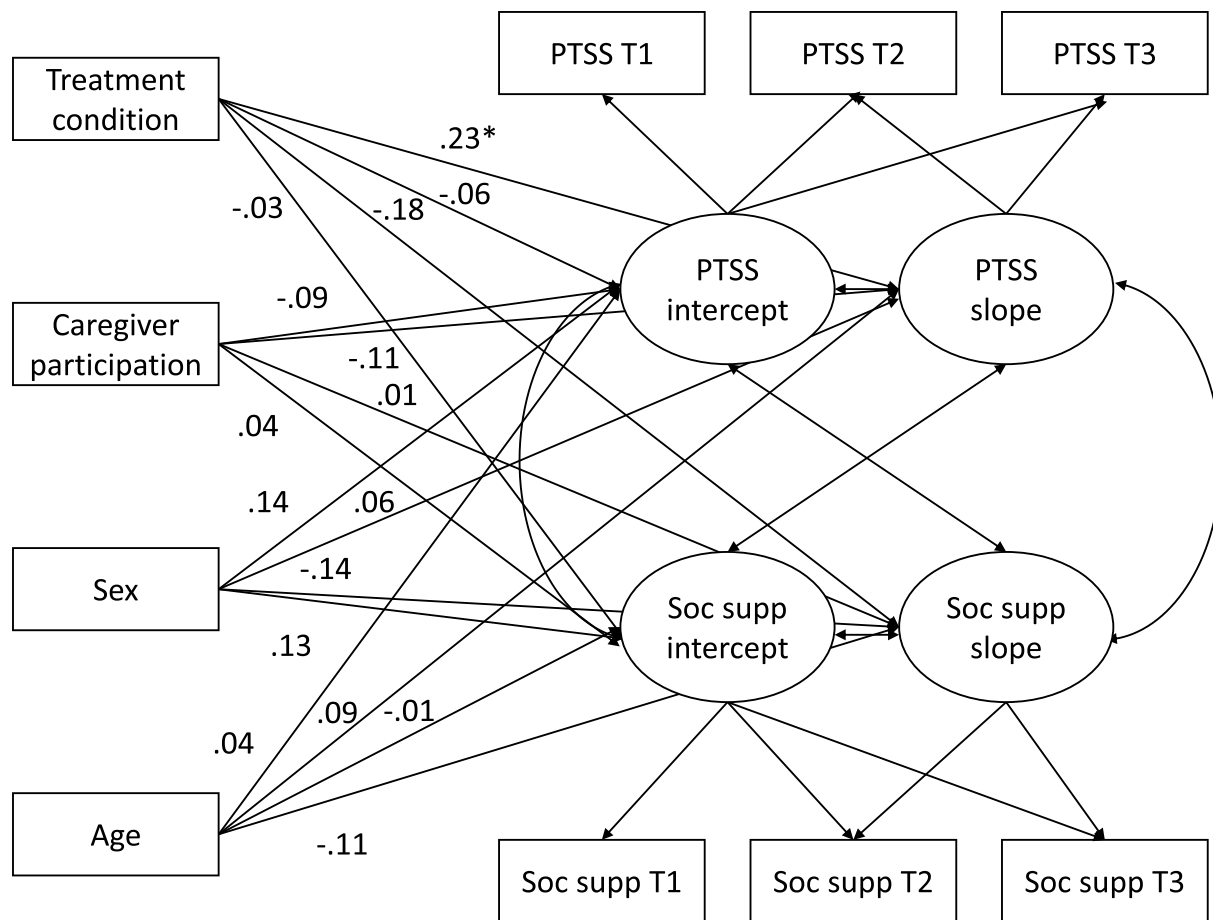 PTSS T1
PTSS T2
PTSS T3
Treatment
condition
.23*
-.06
-.03
-.18
PTSS
intercept
PTSS
slope
-.09
Caregiver
participation
-.11
.01
.04
.14
.06
Sex
-.14
Soc supp
intercept
Soc supp
slope
.13
.09
-.01
.04
Age
-.11
Soc supp T1
Soc supp T2
Soc supp T3